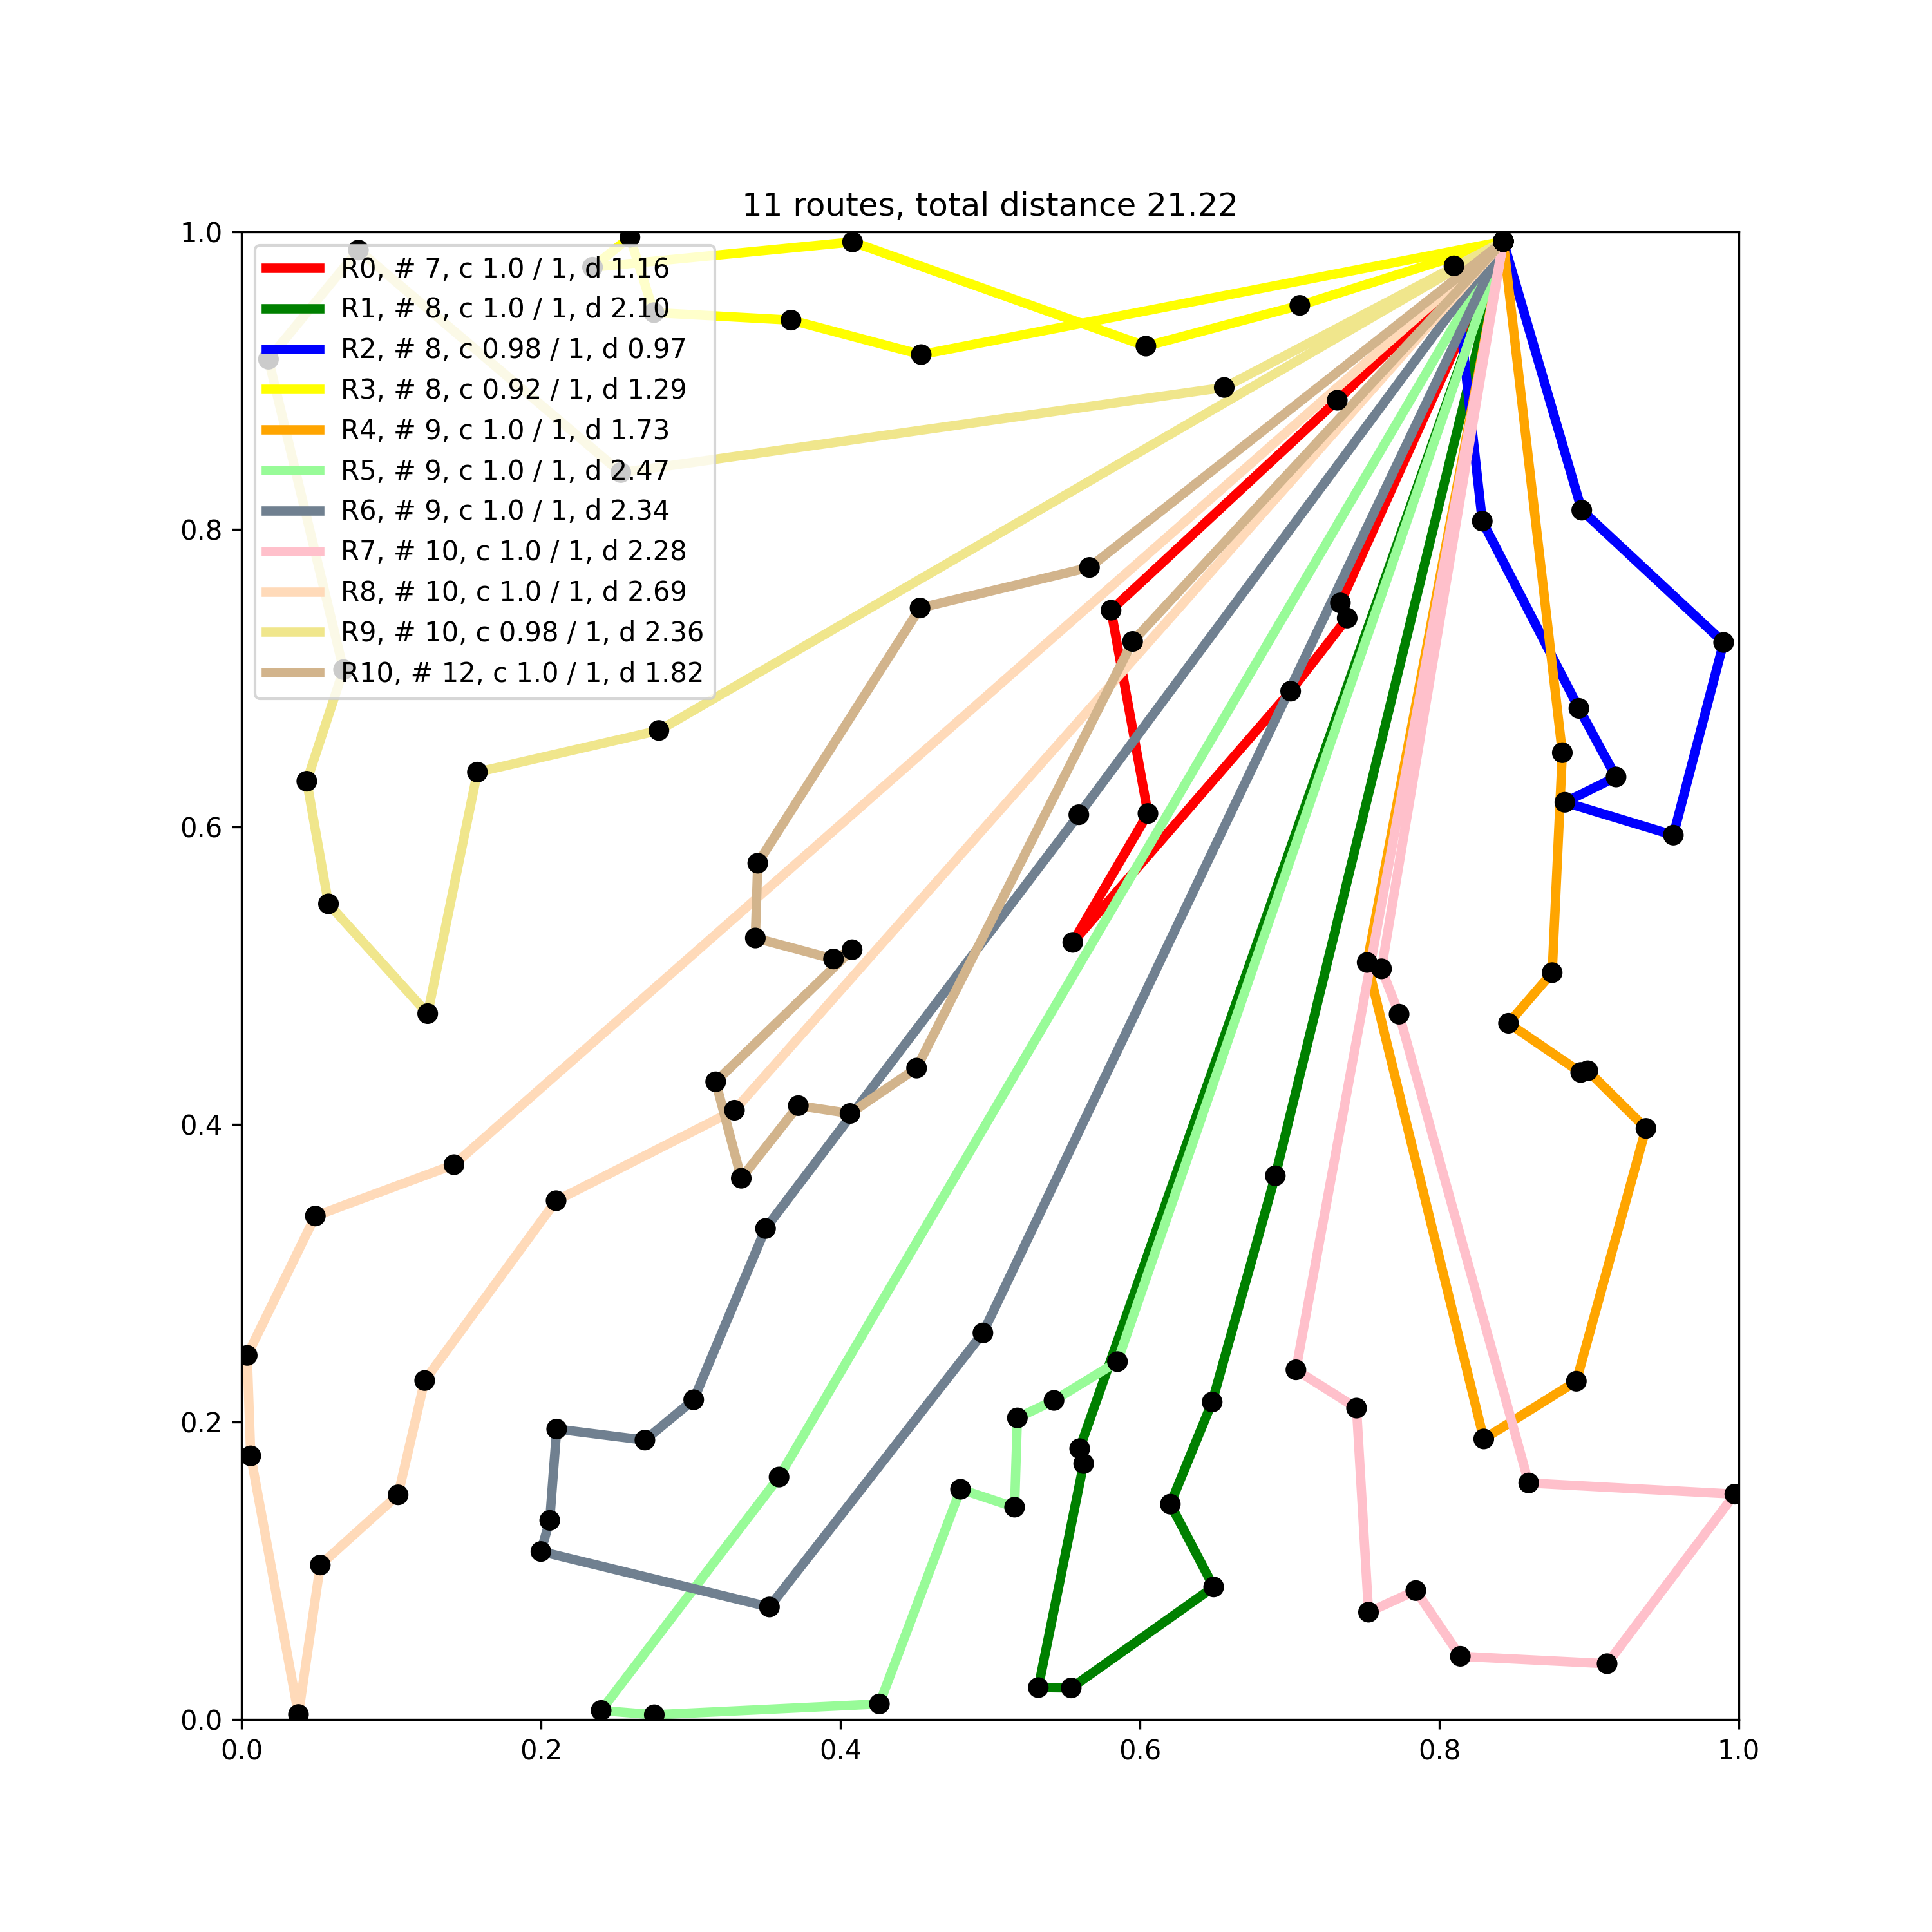 11 routes, total distance 21.22
1.0
0.8
0.6
0.4
0.2
0.0
R0, # 7, c 1.0 / 1, d 1.16
R1, # 8, c 1.0 / 1, d 2.10
R2, # 8, c 0.98 / 1, d 0.97
R3, # 8, c 0.92 / 1, d 1.29
R4, # 9, c 1.0 / 1, d 1.73
R5, # 9, c 1.0 / 1, d 2.47
R6, # 9, c 1.0 / 1, d 2.34
R7, # 10, c 1.0 / 1, d 2.28
R8, # 10, c 1.0 / 1, d 2.69
R9, # 10, c 0.98 / 1, d 2.36
R10, # 12, c 1.0 / 1, d 1.82
0.0 0.2 0.4 0.6 0.8 1.0